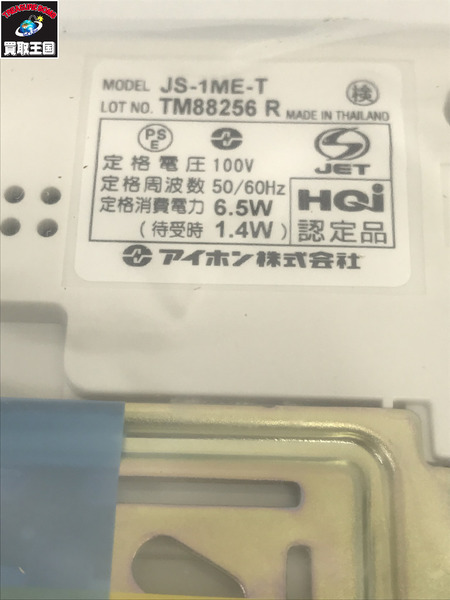 TRADING KING
買取王国
MODEL JS-1ME-T
検
LOT NO. TM88256 R MADE IN THAILAND
PS
E
JET
定格電圧 100V
定格周波数 50/60Hz
定格消費電力 6.5W
(待受時 1.4W)
HQi
認定品
アイホン株式会社